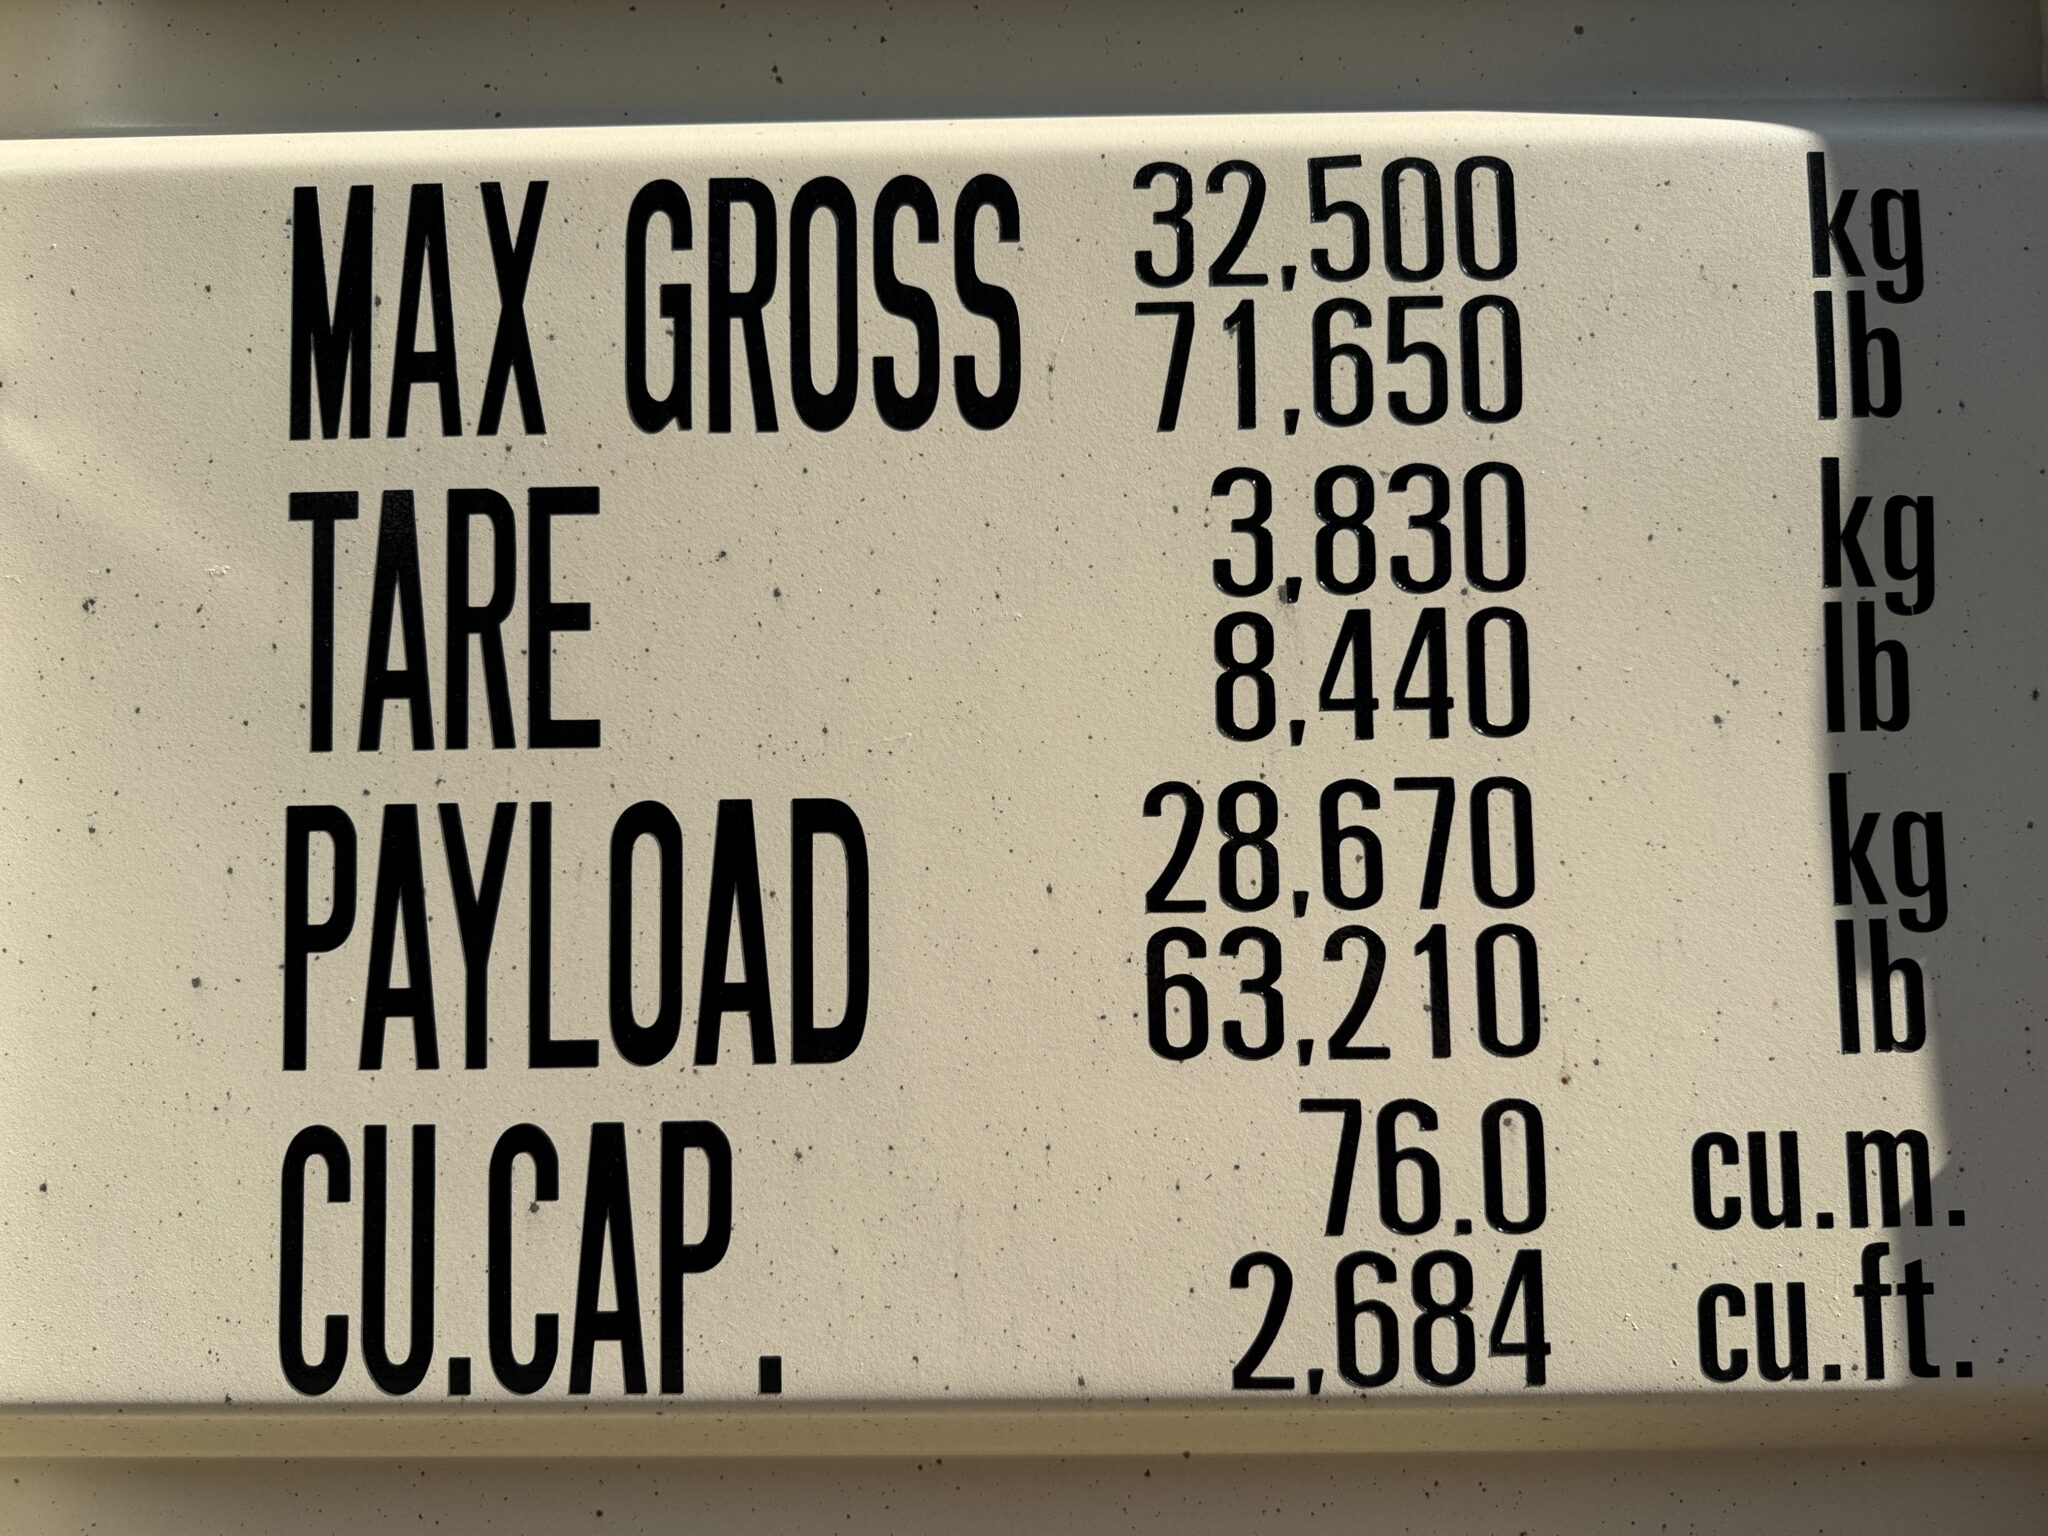 MAX GROSS 32,500 kg
71,650 lb
TARE 3,830 kg
8,440 lb
PAYLOAD 28,670 kg
63,210 lb
CU.CAP. 76.0 cu.m.
2,684 cu.ft.